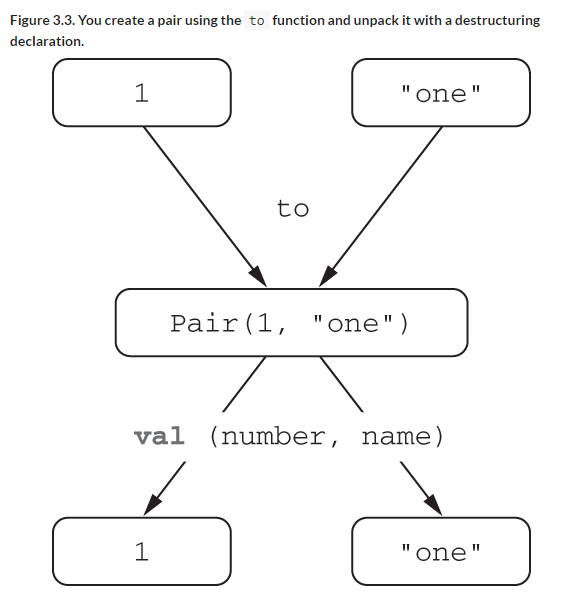 Figure 3.3. You create a pair using the to function and unpack it with a destructuring
declaration.
1 "one"
to
Pair(1, "one")
val (number, name)
1 "one"